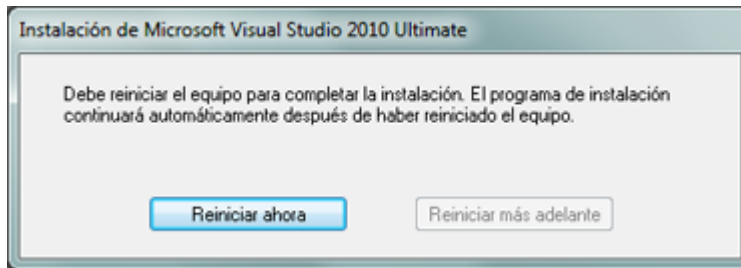 Instalación de Microsoft Visual Studio 2010 Ultimate
Debe reiniciar el equipo para completar la instalación. El programa de instalación
continuará automáticamente después de haber reiniciado el equipo.
Reiniciar ahora
Reiniciar más adelante